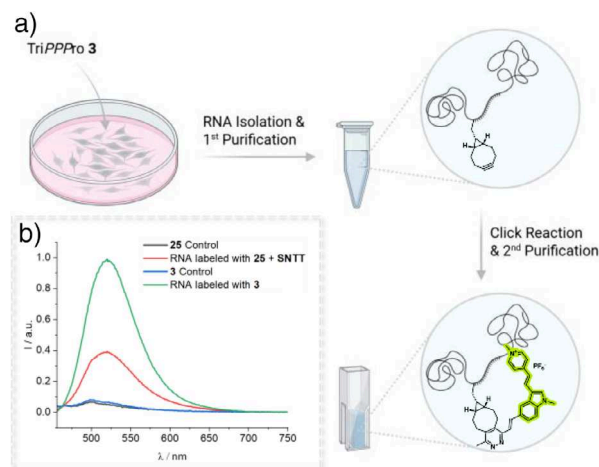 a)
TriPPPro 3
RNA Isolation &
1st Purification
H
H
Click Reaction
& 2nd Purification
b)
25 Control
RNA labeled with 25 + SNTT
3 Control
RNA labeled with 3
I / a.u.
1.0
0.8
0.6
0.4
0.2
0.0
500 550 600 650 700 750
λ / nm
N+
PF6-
N
H
H
N=N